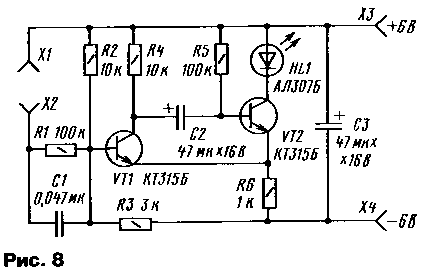 X3
+6В
X1
R2
10к
R4
10к
R5
100к
HL1
АЛ307Б
X2
+
C2
47 мк×16В
VT2
КТ315Б
+
C3
47 мк×
×16В
R1 100к
VT1 КТ315Б
C1
0,047мк
R3 3к
R6
1к
X4
−6В
Рис. 8